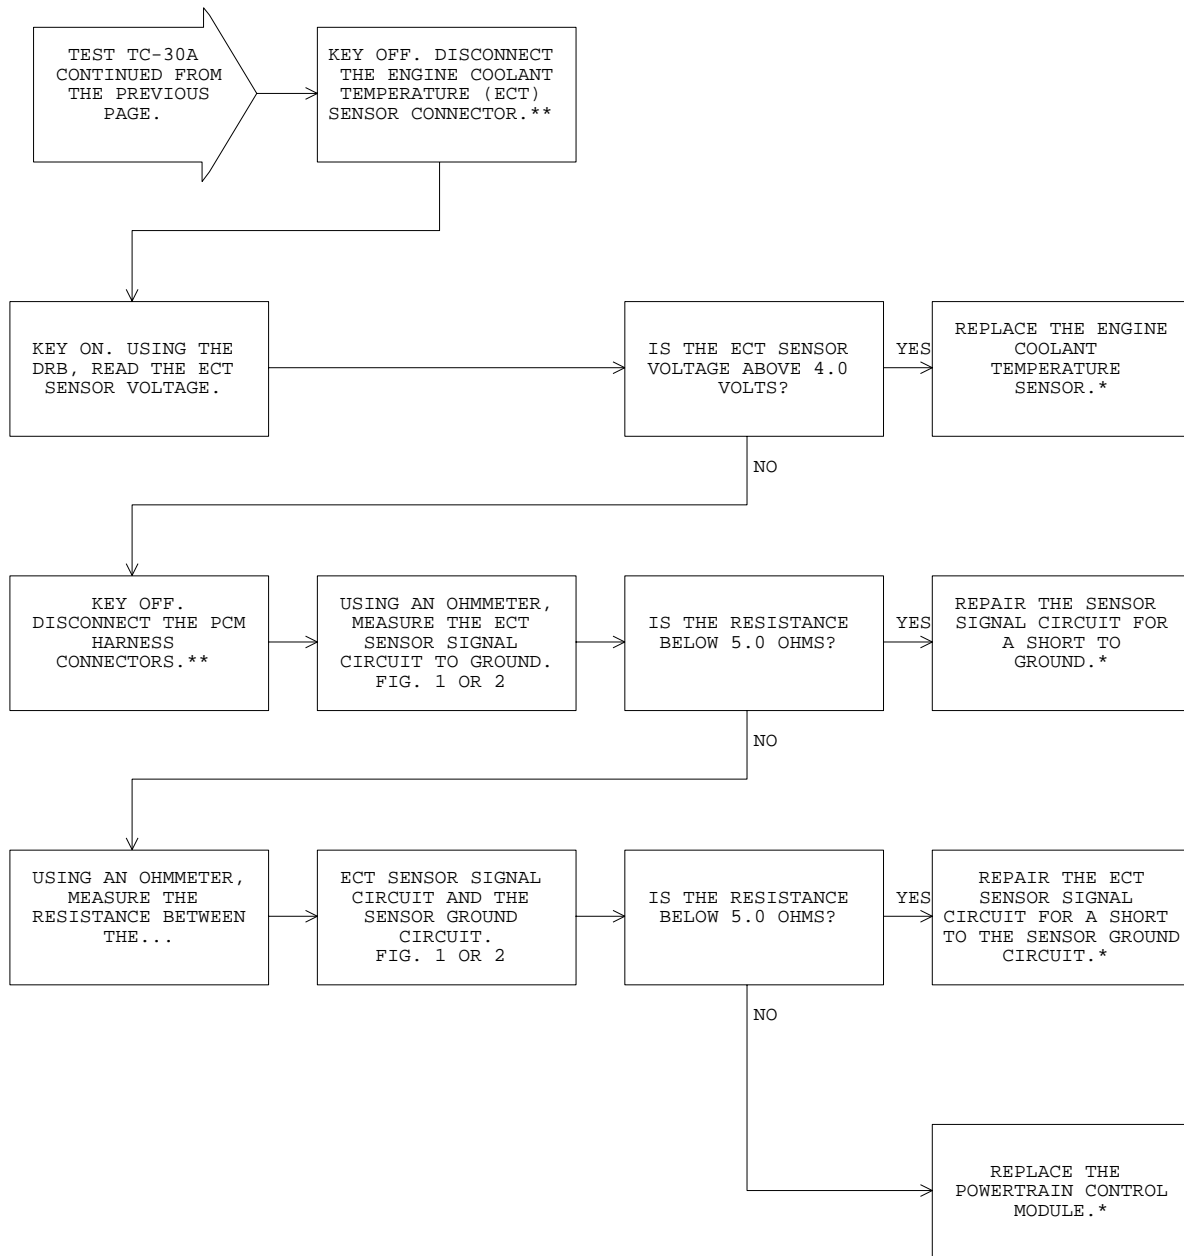 TEST TC-30A
CONTINUED FROM
THE PREVIOUS
PAGE.
KEY OFF. DISCONNECT
THE ENGINE COOLANT
TEMPERATURE (ECT)
SENSOR CONNECTOR.**
KEY ON. USING THE
DRB, READ THE ECT
SENSOR VOLTAGE.
IS THE ECT SENSOR
VOLTAGE ABOVE 4.0
VOLTS?
YES
REPLACE THE ENGINE
COOLANT
TEMPERATURE
SENSOR.*
NO
KEY OFF.
DISCONNECT THE PCM
HARNESS
CONNECTORS.**
USING AN OHMMETER,
MEASURE THE ECT
SENSOR SIGNAL
CIRCUIT TO GROUND.
FIG. 1 OR 2
IS THE RESISTANCE
BELOW 5.0 OHMS?
YES
REPAIR THE SENSOR
SIGNAL CIRCUIT FOR
A SHORT TO
GROUND.*
NO
USING AN OHMMETER,
MEASURE THE
RESISTANCE BETWEEN
THE...
ECT SENSOR SIGNAL
CIRCUIT AND THE
SENSOR GROUND
CIRCUIT.
FIG. 1 OR 2
IS THE RESISTANCE
BELOW 5.0 OHMS?
YES
REPAIR THE ECT
SENSOR SIGNAL
CIRCUIT FOR A SHORT
TO THE SENSOR GROUND
CIRCUIT.*
NO
REPLACE THE
POWERTRAIN CONTROL
MODULE.*